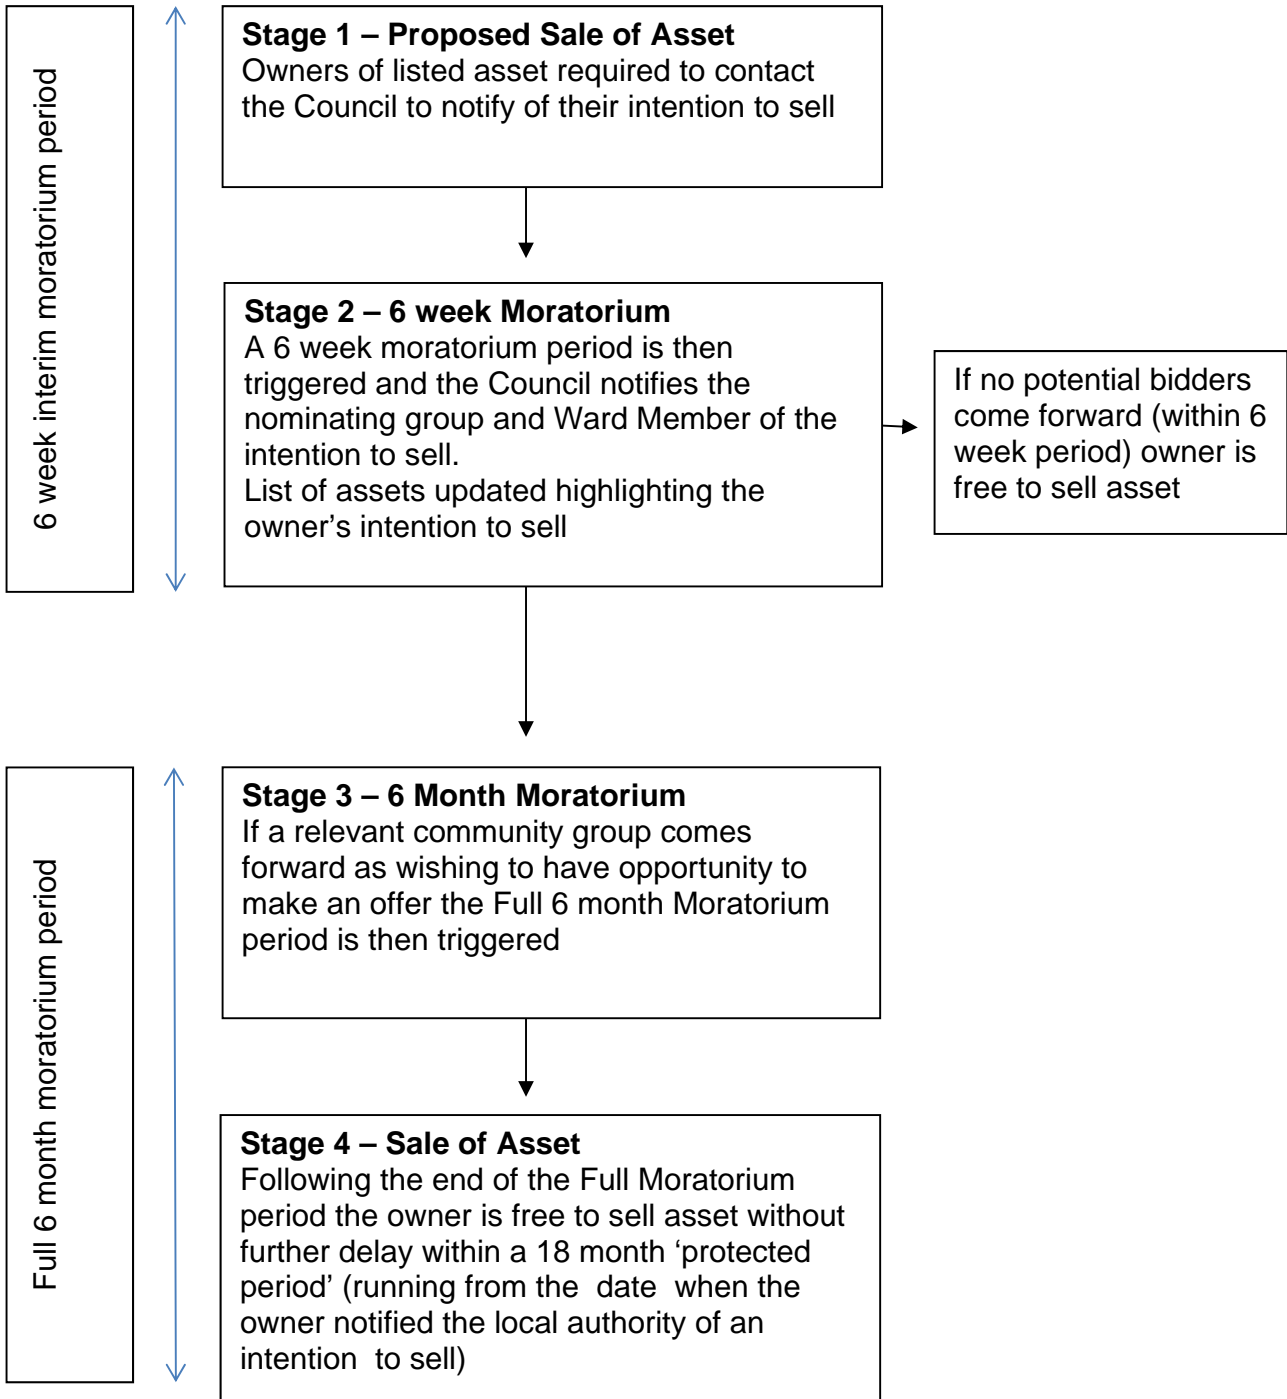 6 week interim moratorium period
Stage 1 – Proposed Sale of Asset
Owners of listed asset required to contact
the Council to notify of their intention to sell
Stage 2 – 6 week Moratorium
A 6 week moratorium period is then
triggered and the Council notifies the
nominating group and Ward Member of the
intention to sell.
List of assets updated highlighting the
owner’s intention to sell
If no potential bidders
come forward (within 6
week period) owner is
free to sell asset
Full 6 month moratorium period
Stage 3 – 6 Month Moratorium
If a relevant community group comes
forward as wishing to have opportunity to
make an offer the Full 6 month Moratorium
period is then triggered
Stage 4 – Sale of Asset
Following the end of the Full Moratorium
period the owner is free to sell asset without
further delay within a 18 month ‘protected
period’ (running from the date when the
owner notified the local authority of an
intention to sell)